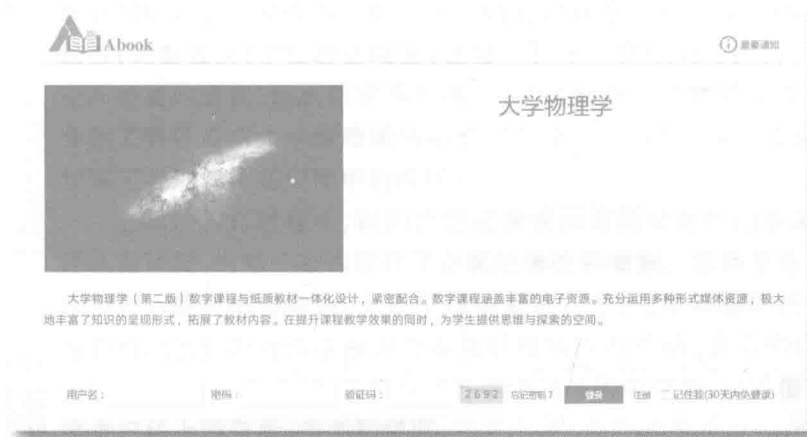 Abook
重要通知
大学物理学
大学物理学（第二版）数字课程与纸质教材一体化设计，紧密配合。数字课程涵盖丰富的电子资源。充分运用多种形式媒体资源，极大
地丰富了知识的呈现形式，拓展了教材内容。在提升课程教学效果的同时，为学生提供思维与探索的空间。
用户名： 密码： 验证码： 2692 忘记密码？ 登录 注册 记住我(30天内免登录)